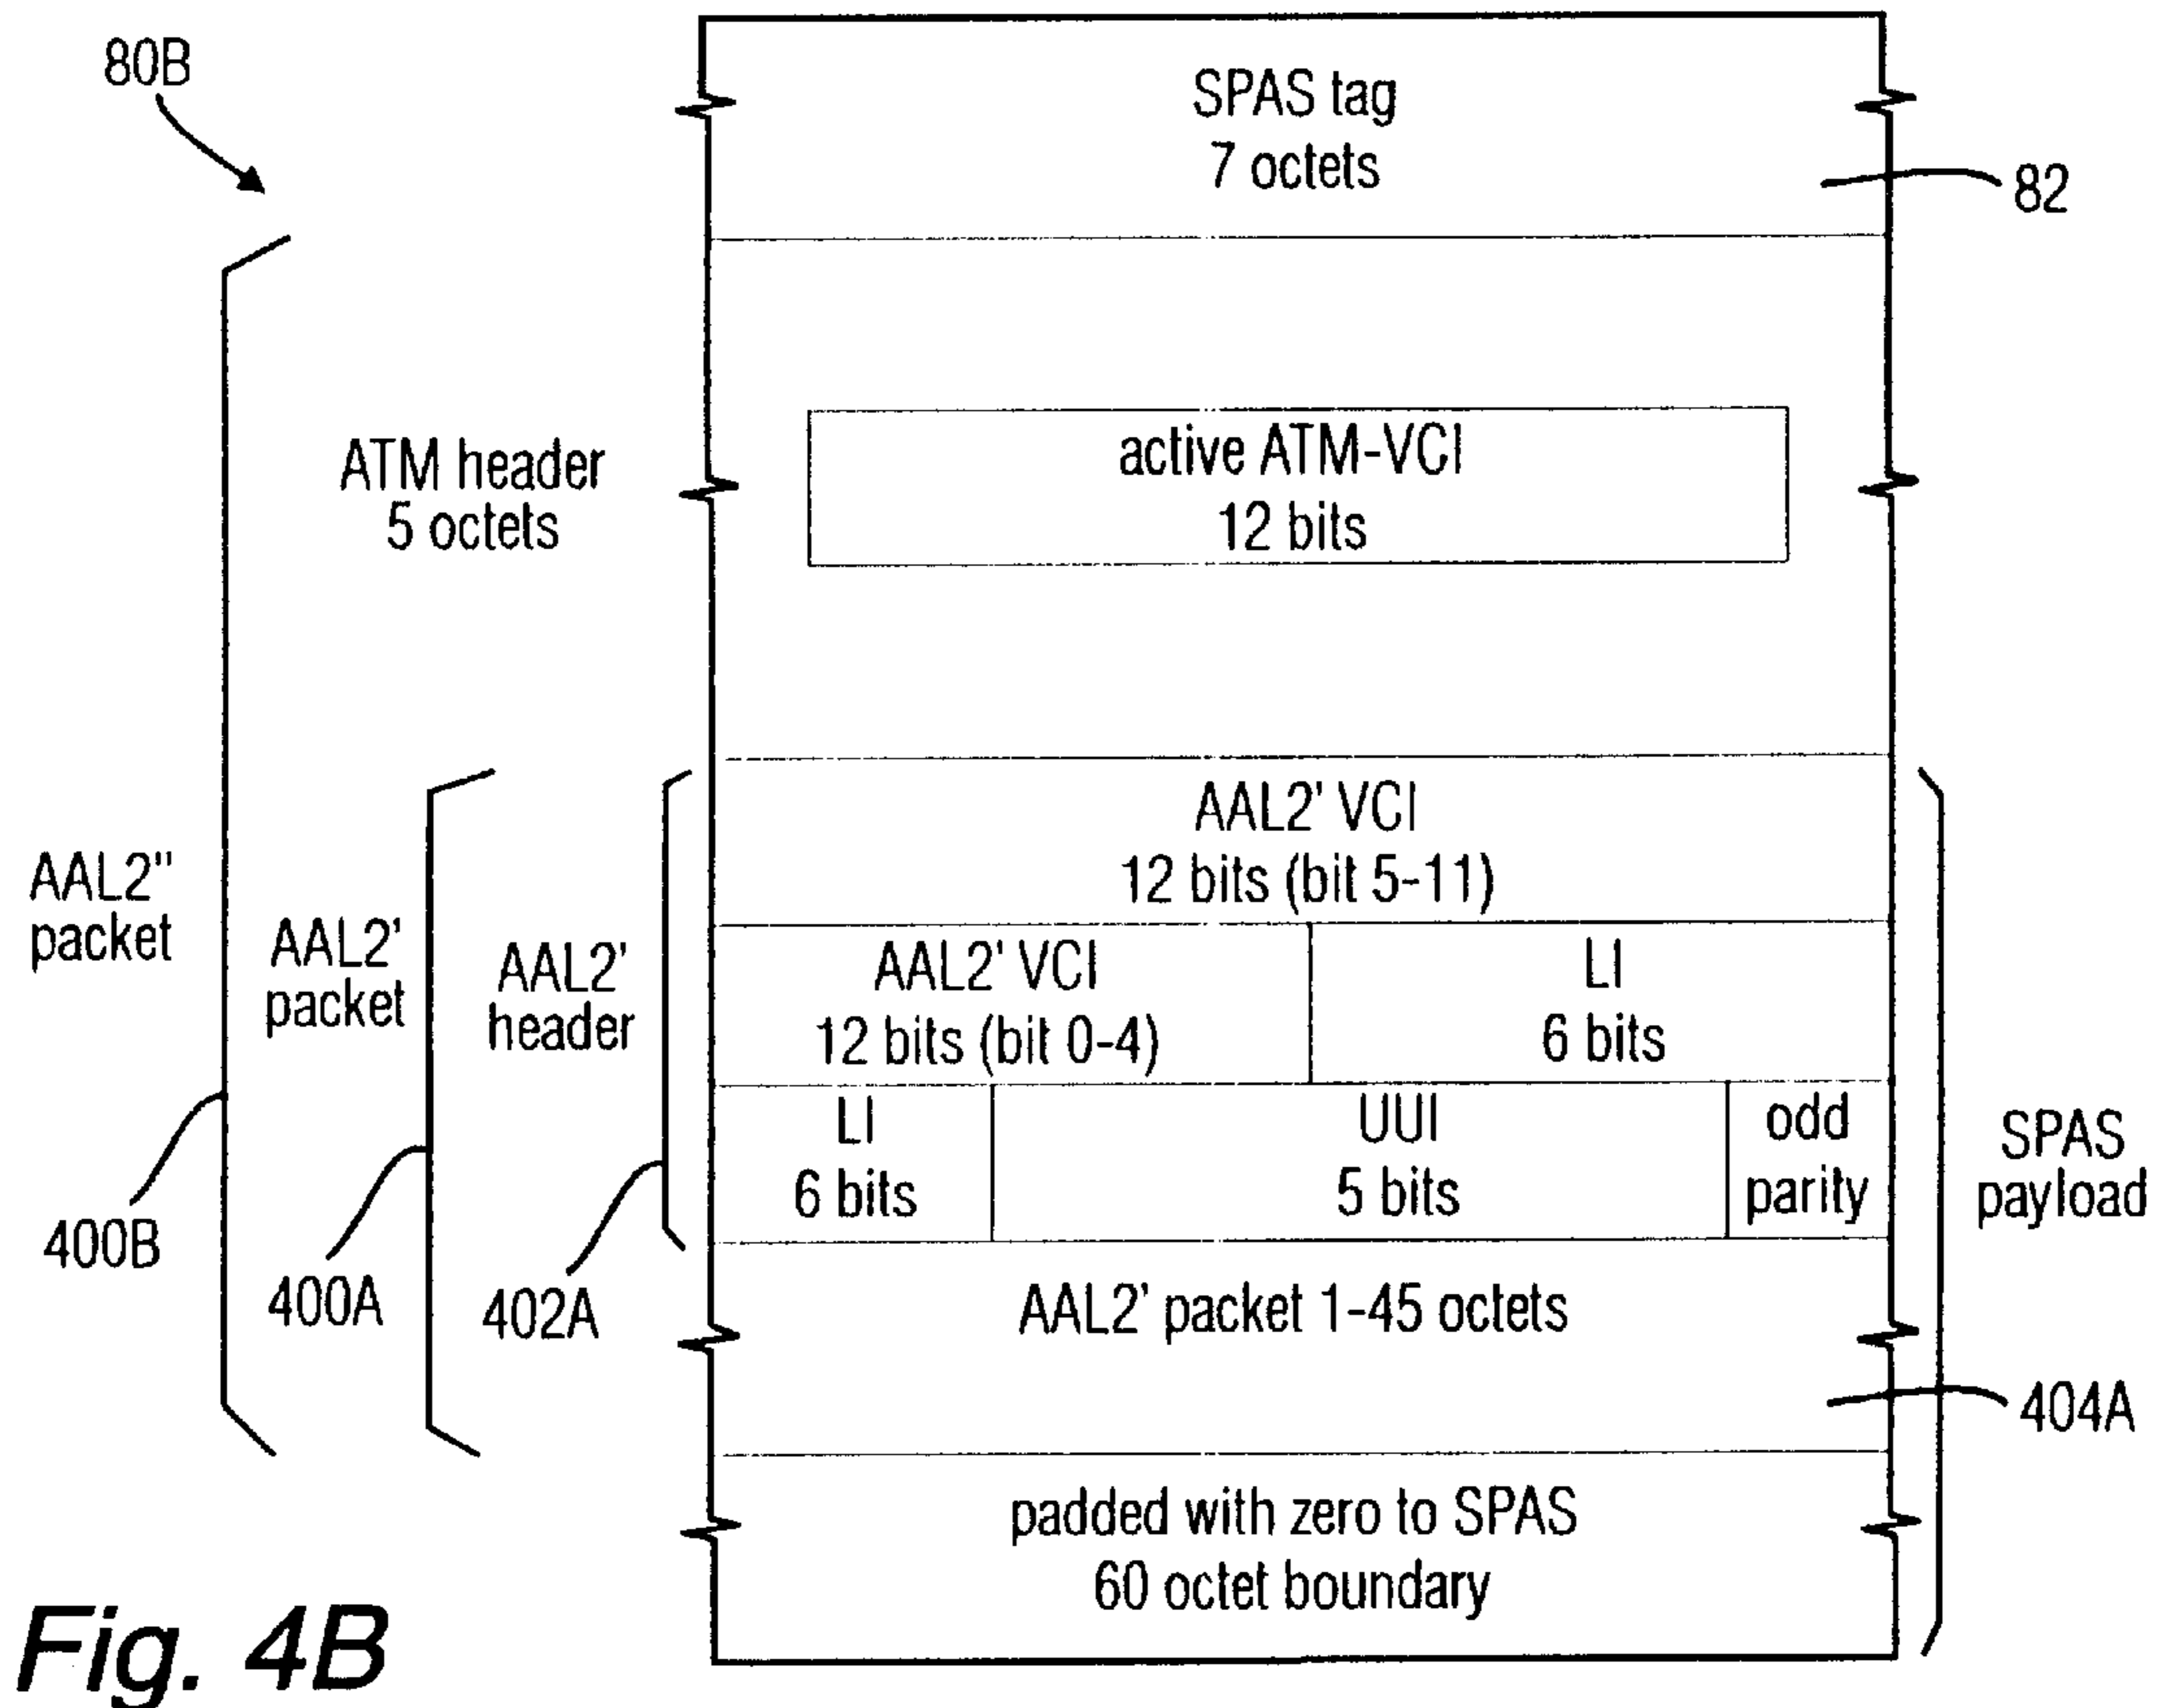 80B
SPAS tag
7 octets
82
ATM header
5 octets
active ATM-VCI
12 bits
AAL2' VCI
12 bits (bit 5-11)
AAL2"
packet
AAL2'
packet
AAL2'
header
AAL2' VCI
12 bits (bit 0-4)
LI
6 bits
LI
6 bits
UUI
5 bits
odd
parity
SPAS
payload
400B
400A
402A
AAL2' packet 1-45 octets
404A
padded with zero to SPAS
60 octet boundary
Fig. 4B